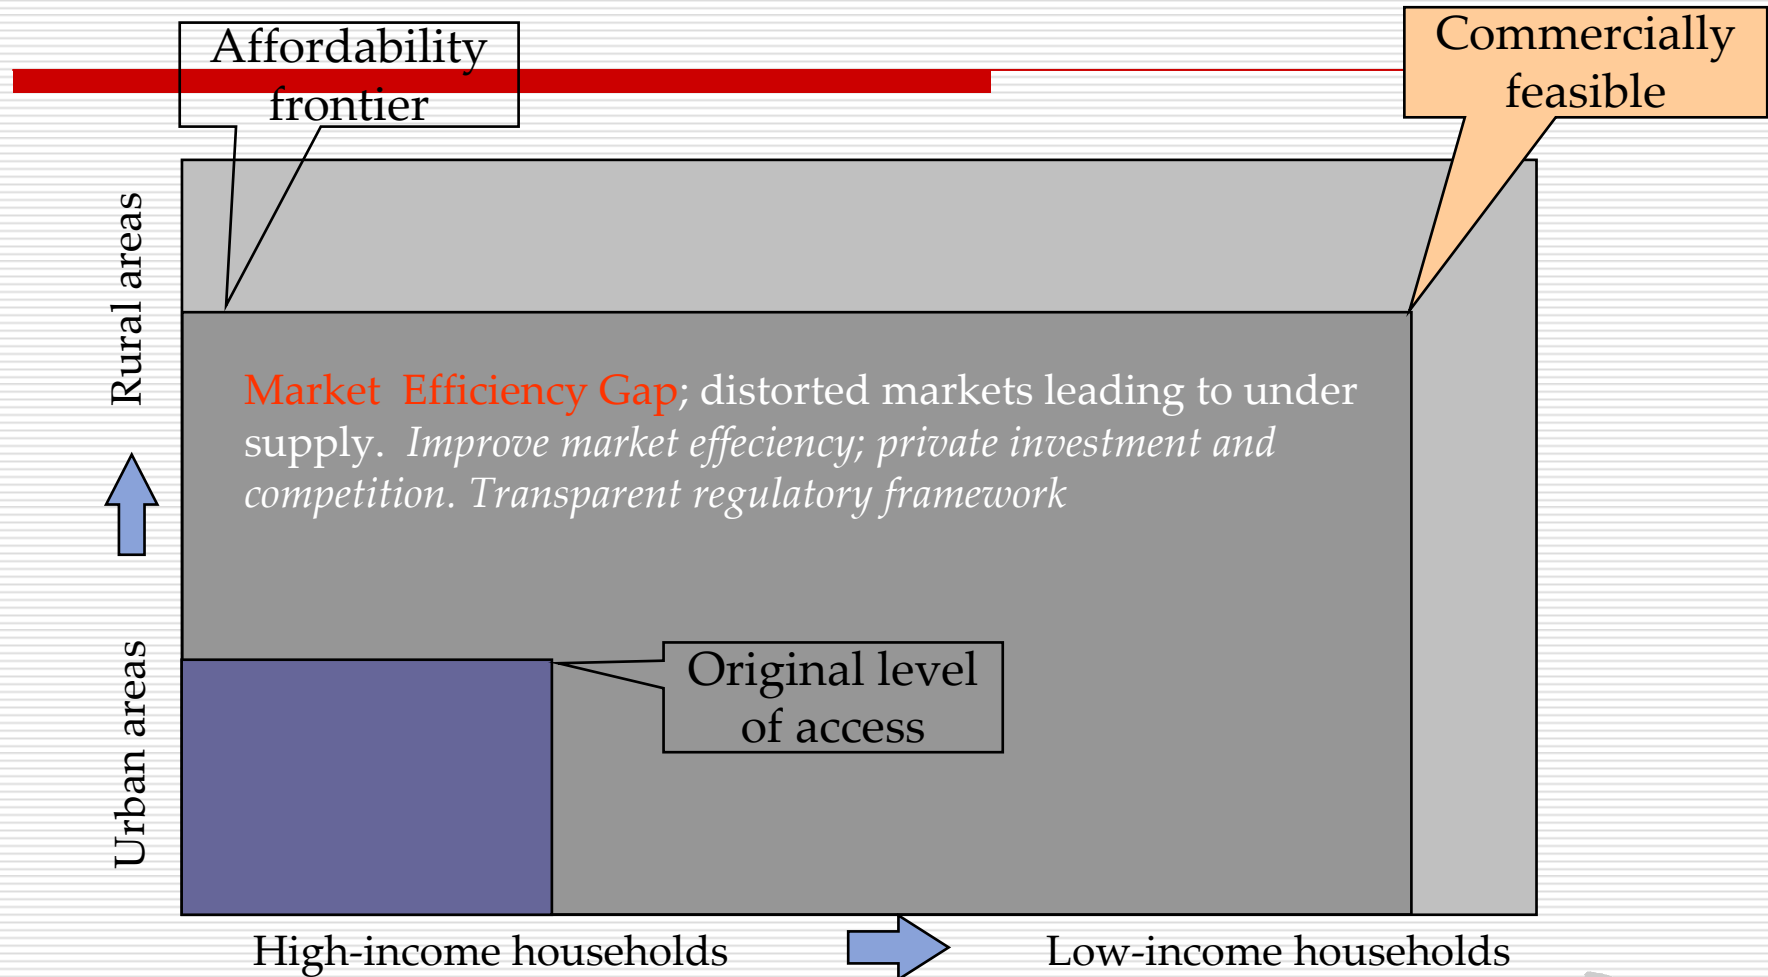 Affordability
frontier
Commercially
feasible
Rural areas
Market  Efficiency Gap; distorted markets leading to under
supply.  Improve market effeciency; private investment and
competition. Transparent regulatory framework
Original level
of access
Urban areas
High-income households
Low-income households